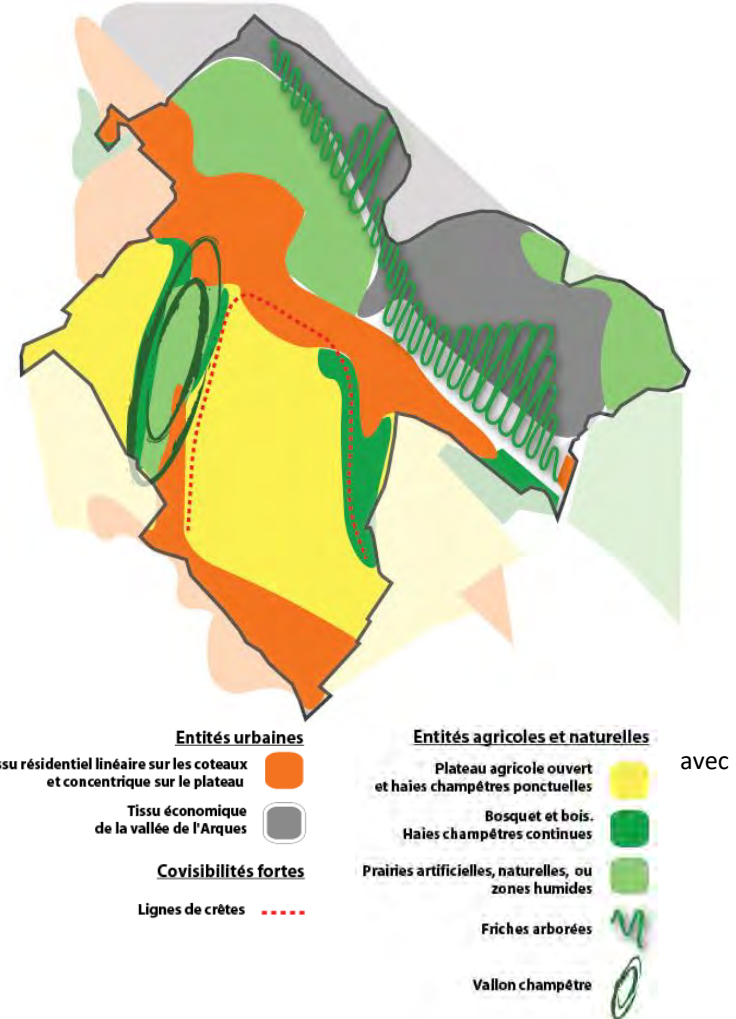 Entités urbaines
ssu résidentiel linéaire sur les coteaux
et concentrique sur le plateau
Tissu économique
de la vallée de l'Arques
Covisibilités fortes
Lignes de crêtes
Entités agricoles et naturelles
Plateau agricole ouvert
et haies champêtres ponctuelles
Bosquet et bois.
Haies champêtres continues
Prairies artificielles, naturelles, ou
zones humides
Friches arborées
Vallon champêtre
avec